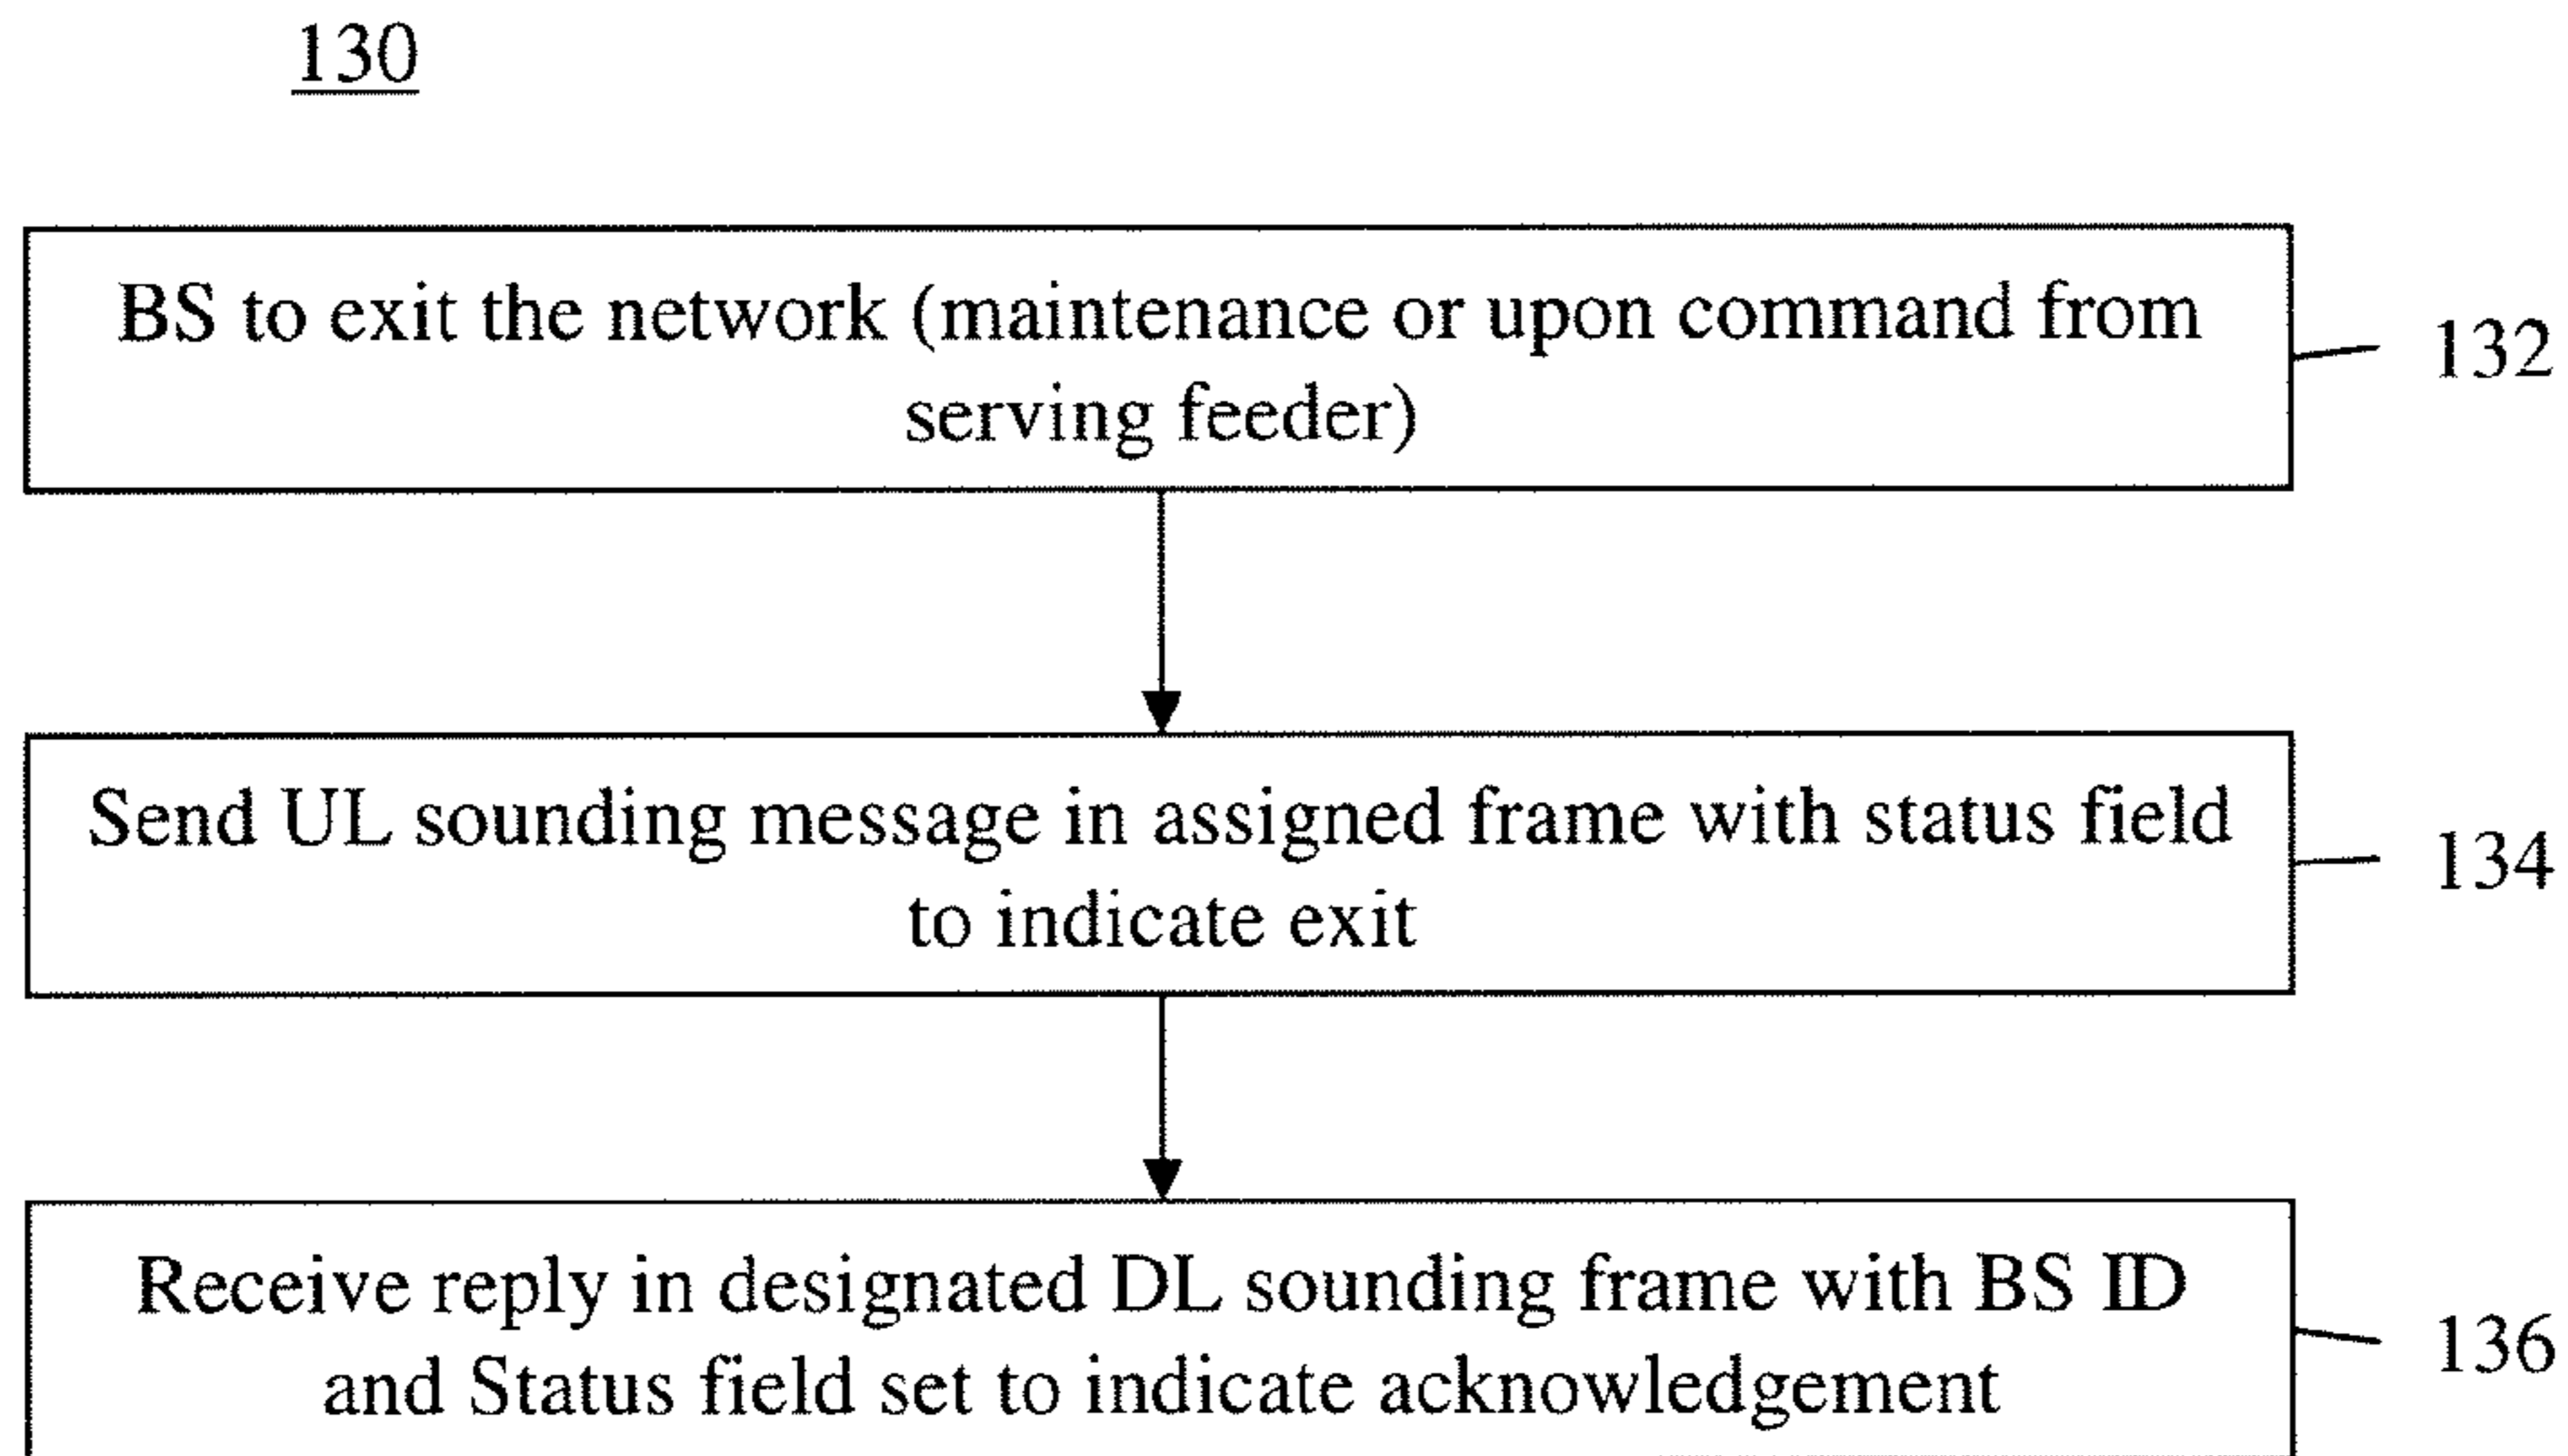 130
BS to exit the network (maintenance or upon command from
serving feeder)
132
Send UL sounding message in assigned frame with status field
to indicate exit
134
Receive reply in designated DL sounding frame with BS ID
and Status field set to indicate acknowledgement
136